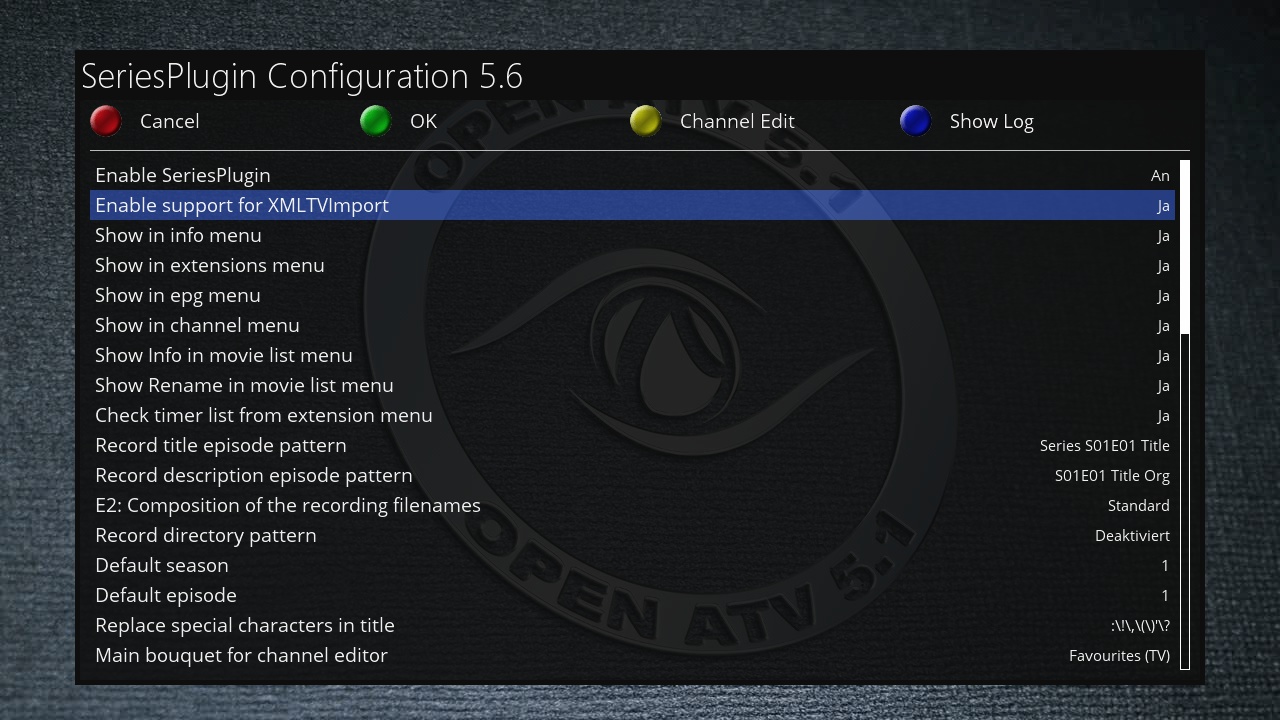 SeriesPlugin Configuration 5.6
Cancel OK Channel Edit Show Log
Enable SeriesPlugin An
Enable support for XMLTVImport Ja
Show in info menu Ja
Show in extensions menu Ja
Show in epg menu Ja
Show in channel menu Ja
Show Info in movie list menu Ja
Show Rename in movie list menu Ja
Check timer list from extension menu Ja
Record title episode pattern Series S01E01 Title
Record description episode pattern S01E01 Title Org
E2: Composition of the recording filenames Standard
Record directory pattern Deaktiviert
Default season 1
Default episode 1
Replace special characters in title :\!\,\(\)'\?
Main bouquet for channel editor Favourites (TV)
OPEN ATV 5.1
OPEN ATV 5.1